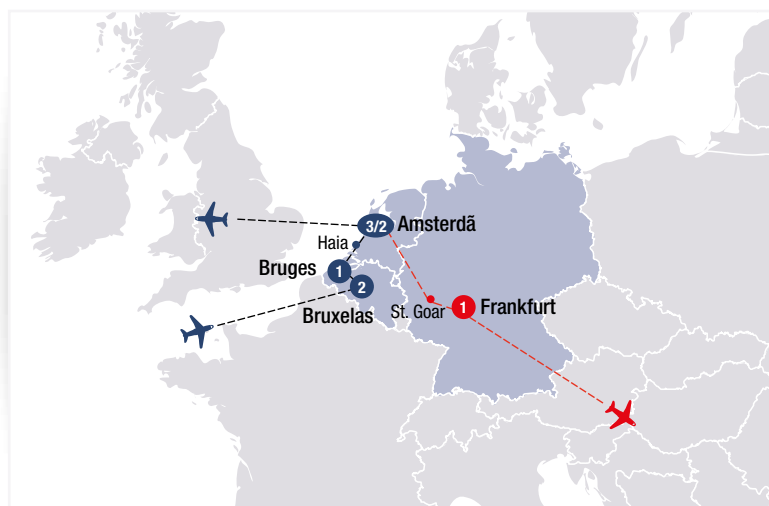 3/2 Amsterdã
Haia
Bruges 1
2
Bruxelas
St. Goar
1 Frankfurt